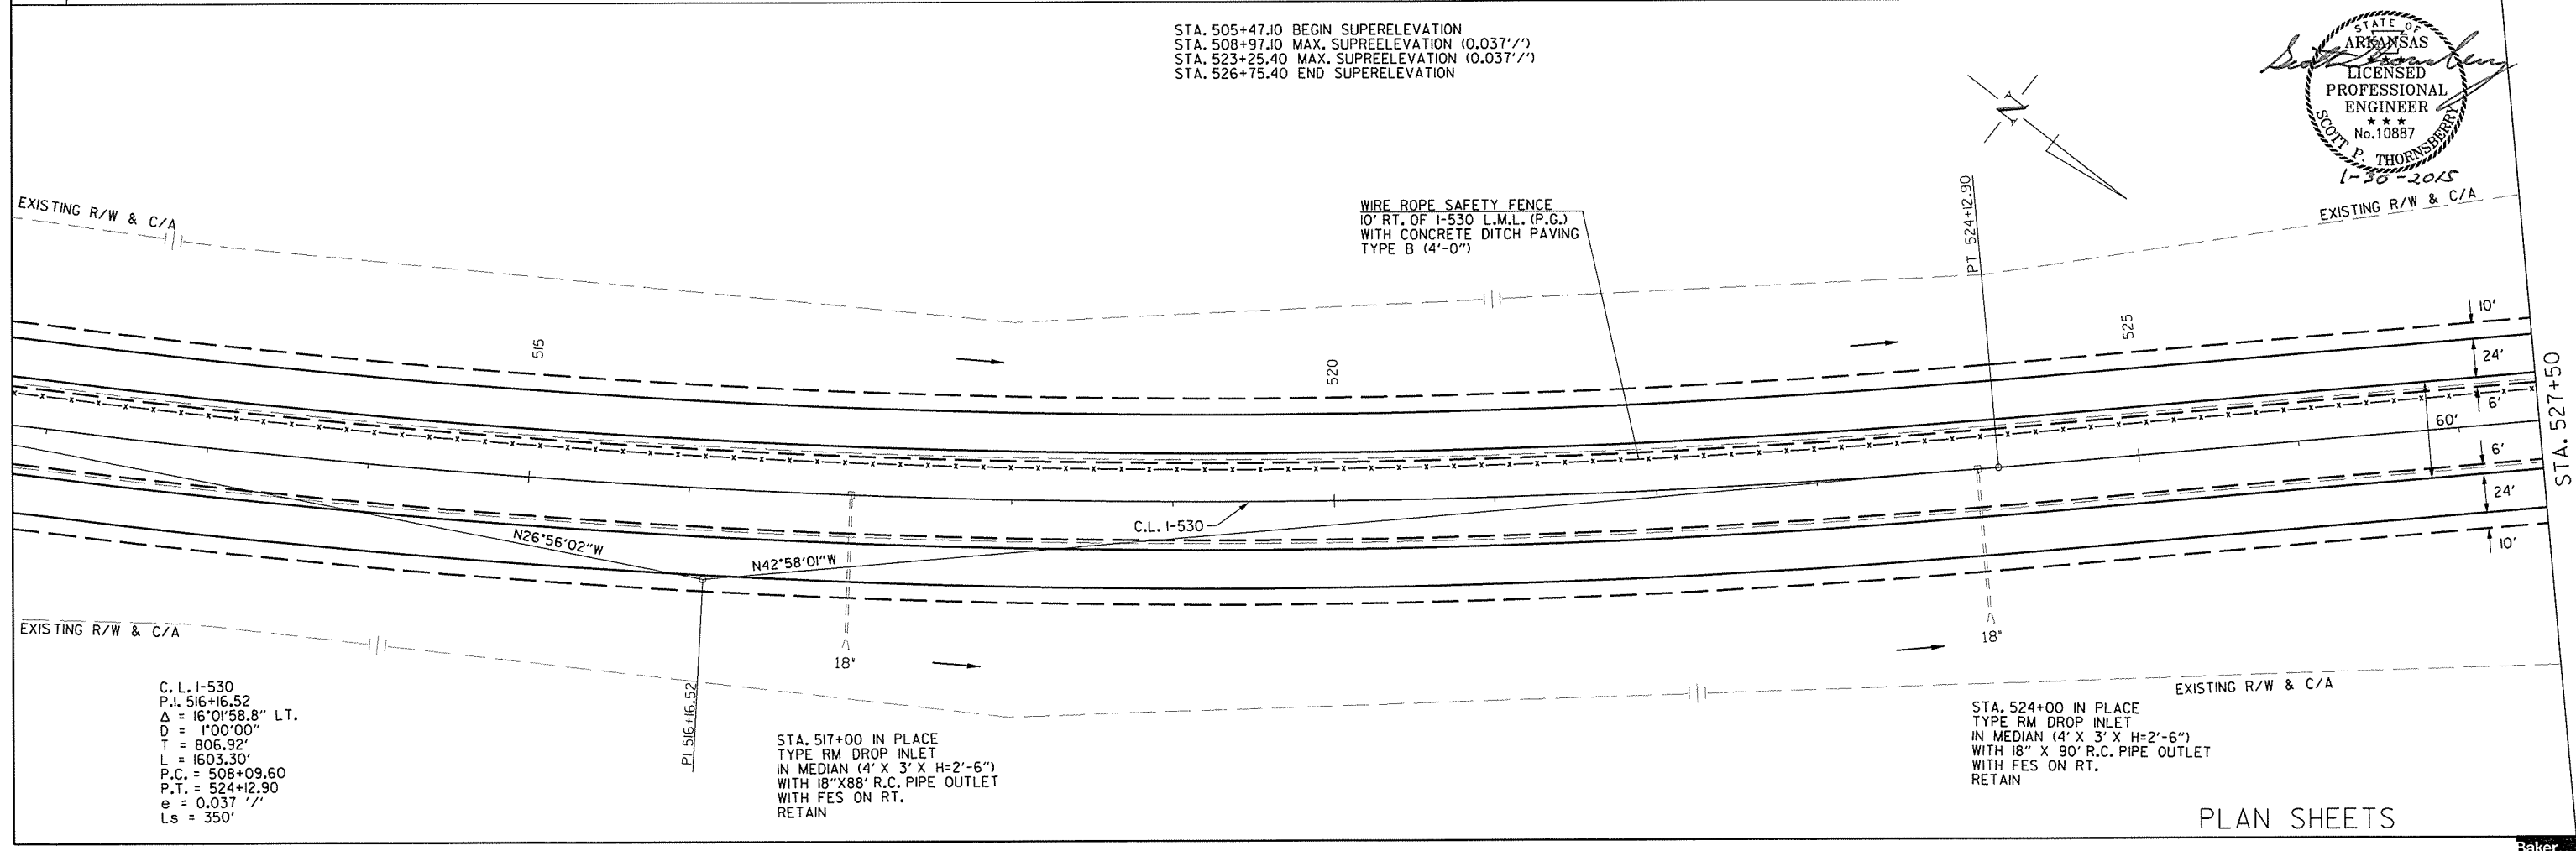 STA. 505+47.10 BEGIN SUPERELEVATION
STA. 508+97.10 MAX. SUPREELEVATION (0.037'/')
STA. 523+25.40 MAX. SUPREELEVATION (0.037'/')
STA. 526+75.40 END SUPERELEVATION
STATE OF
ARKANSAS
★★★
LICENSED
PROFESSIONAL
ENGINEER
★★★
No.10887
SCOTT P. THORNSBERRY
1-30-2015
EXISTING R/W & C/A
WIRE ROPE SAFETY FENCE
10' RT. OF I-530 L.M.L. (P.G.)
WITH CONCRETE DITCH PAVING
TYPE B (4'-0")
PT 524+12.90
EXISTING R/W & C/A
515
520
525
10'
24'
6'
60'
6'
24'
10'
STA. 527+50
C.L. I-530
N26°56'02"W
N42°58'01"W
EXISTING R/W & C/A
18"
18"
PI 516+16.52
EXISTING R/W & C/A
C. L. I-530
P.I. 516+16.52
Δ = 16°01'58.8" LT.
D = 1°00'00"
T = 806.92'
L = 1603.30'
P.C. = 508+09.60
P.T. = 524+12.90
e = 0.037 '/'
Ls = 350'
STA. 517+00 IN PLACE
TYPE RM DROP INLET
IN MEDIAN (4' X 3' X H=2'-6")
WITH 18"X88' R.C. PIPE OUTLET
WITH FES ON RT.
RETAIN
STA. 524+00 IN PLACE
TYPE RM DROP INLET
IN MEDIAN (4' X 3' X H=2'-6")
WITH 18" X 90' R.C. PIPE OUTLET
WITH FES ON RT.
RETAIN
PLAN SHEETS
Baker